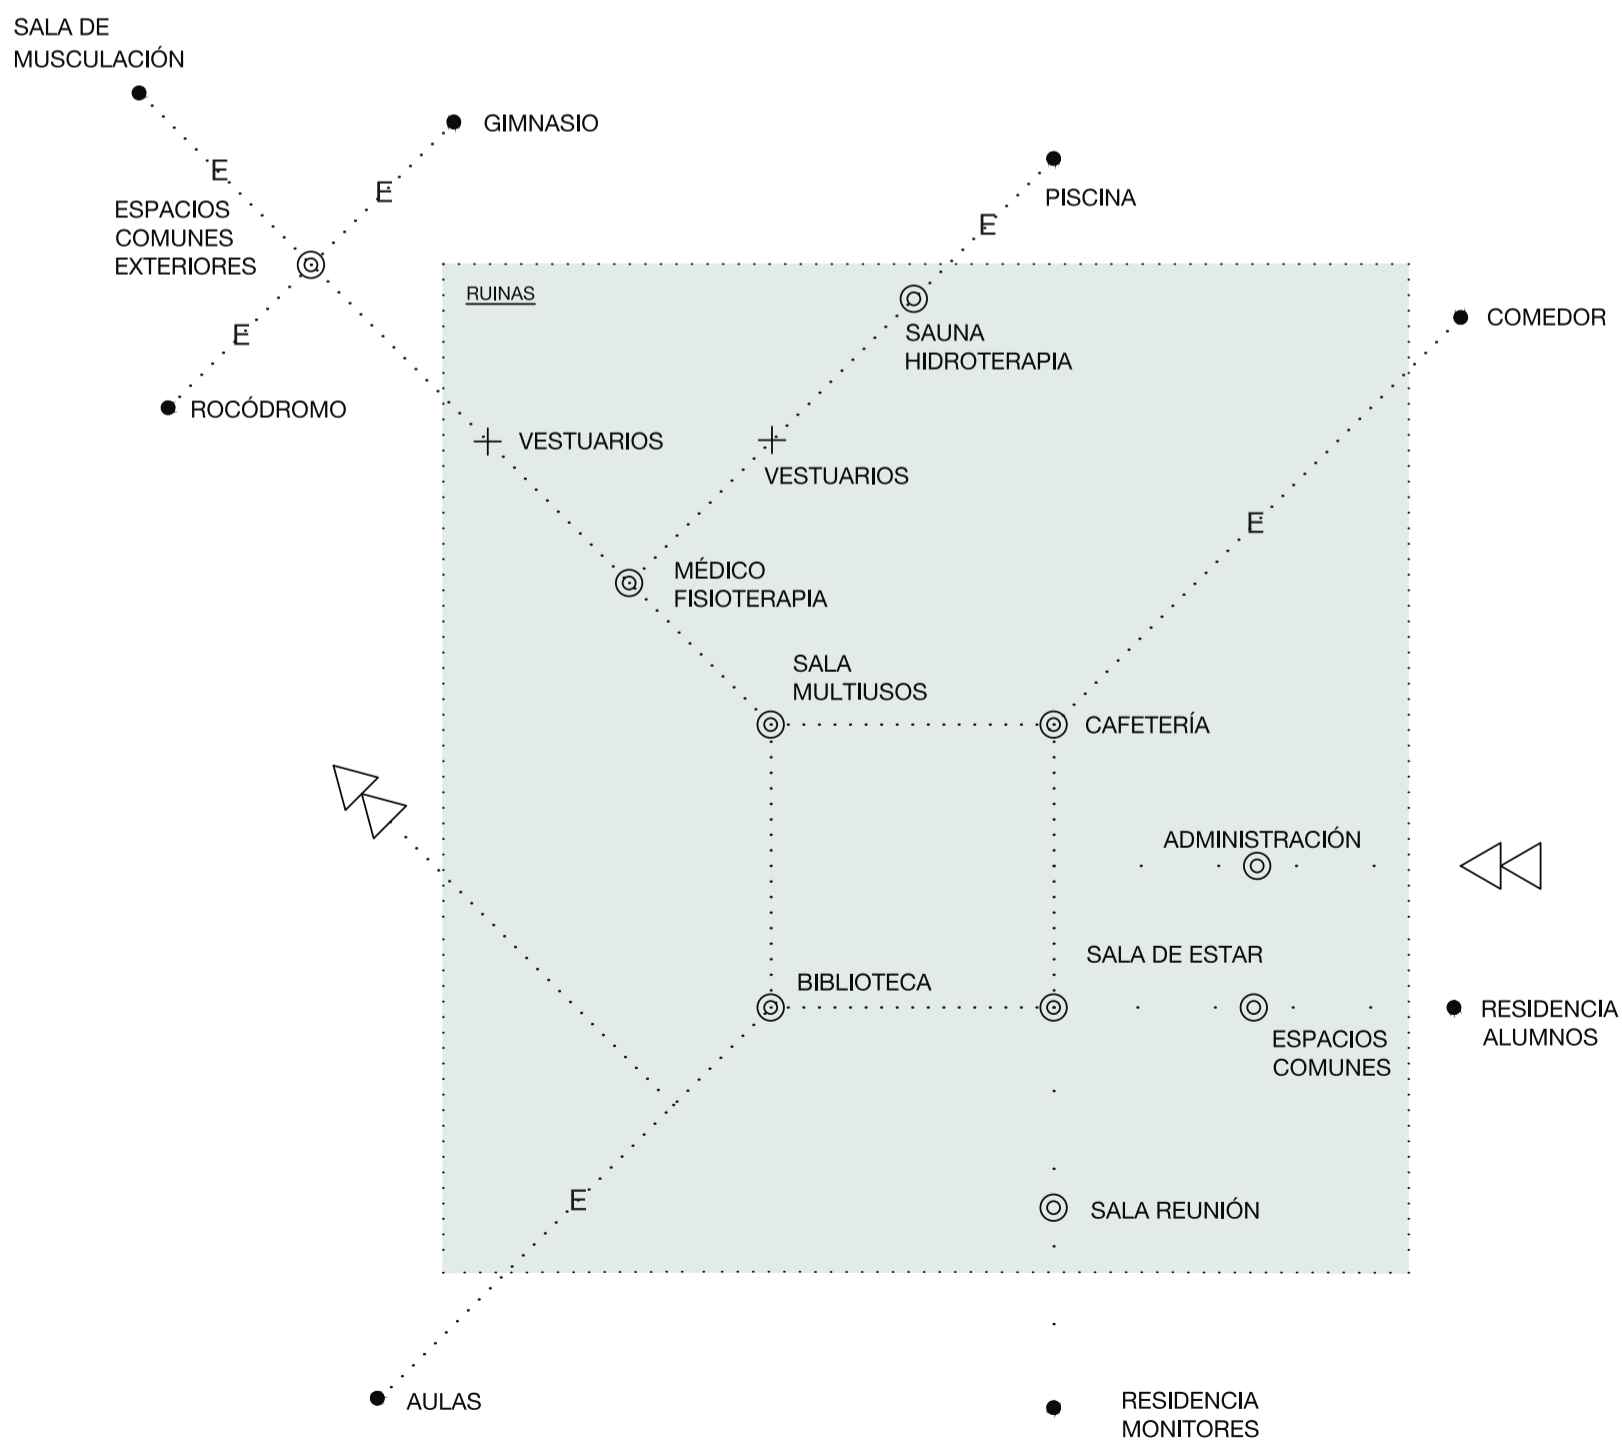 SALA DE
MUSCULACIÓN
GIMNASIO
E
E
PISCINA
E
ESPACIOS
COMUNES
EXTERIORES
RUINAS
E
SAUNA
HIDROTERAPIA
COMEDOR
ROCÓDROMO
VESTUARIOS
VESTUARIOS
E
MÉDICO
FISIOTERAPIA
SALA
MULTIUSOS
CAFETERÍA
ADMINISTRACIÓN
SALA DE ESTAR
BIBLIOTECA
RESIDENCIA
ALUMNOS
ESPACIOS
COMUNES
E
SALA REUNIÓN
AULAS
RESIDENCIA
MONITORES